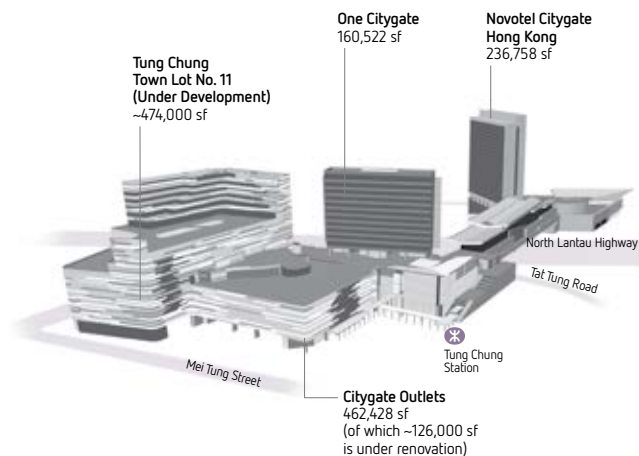 One Citygate
160,522 sf
Novotel Citygate
Hong Kong
236,758 sf
Tung Chung
Town Lot No. 11
(Under Development)
~474,000 sf
North Lantau Highway
Tat Tung Road
Tung Chung
Station
Mei Tung Street
Citygate Outlets
462,428 sf
(of which ~126,000 sf
is under renovation)